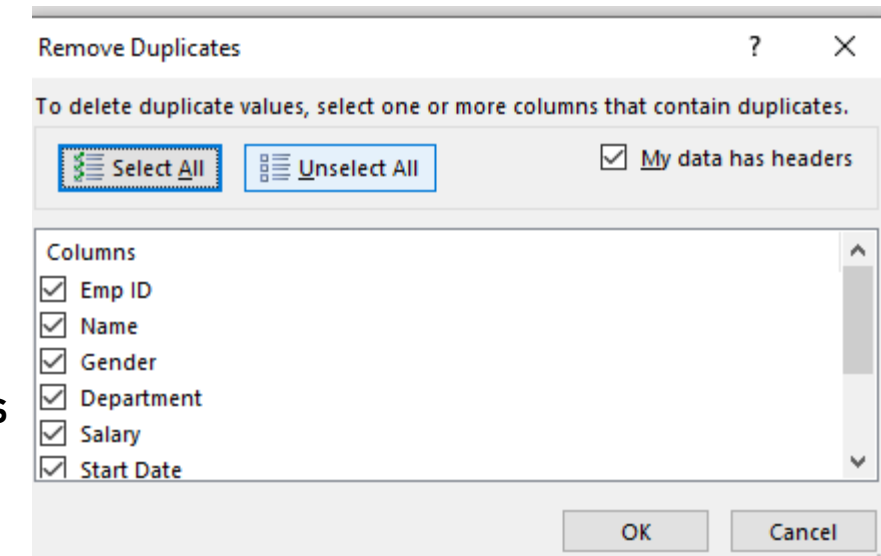 Remove Duplicates ? ×
To delete duplicate values, select one or more columns that contain duplicates.
Select All Unselect All My data has headers
Columns
Emp ID
Name
Gender
Department
s
Salary
Start Date
OK Cancel